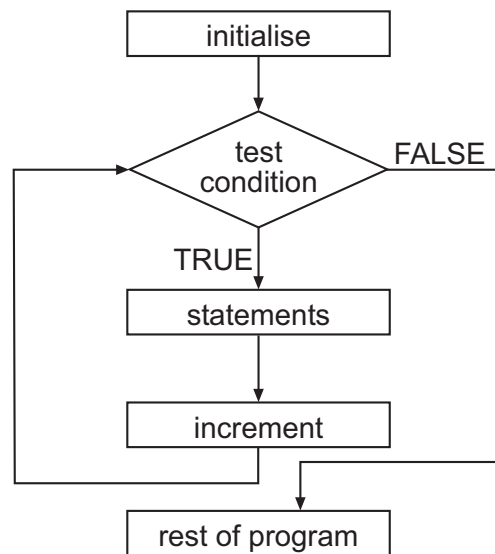 initialise
test
condition
FALSE
TRUE
statements
increment
rest of program